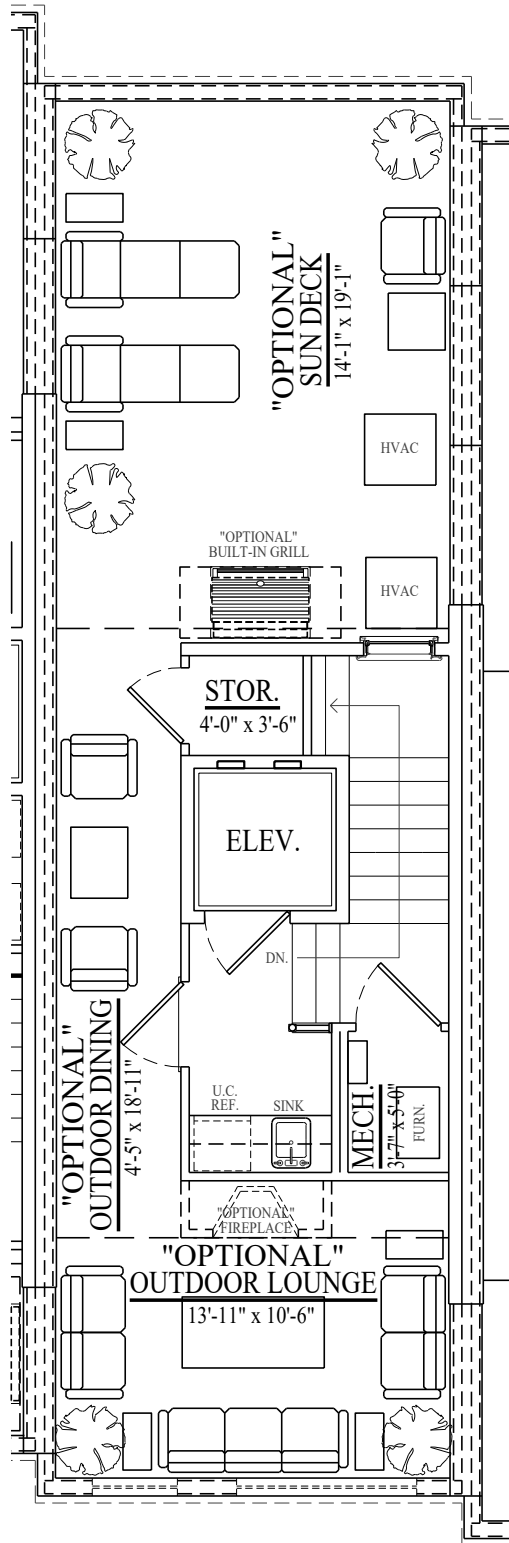 "OPTIONAL"
SUN DECK
14'-1" x 19'-1"
HVAC
"OPTIONAL"
BUILT-IN GRILL
HVAC
STOR.
4'-0" x 3'-6"
ELEV.
DN.
"OPTIONAL"
OUTDOOR DINING
4'-5" x 18'-11"
U.C.
REF.
SINK
MECH.
3'-7" x 5'-0"
FURN.
"OPTIONAL"
FIREPLACE
"OPTIONAL"
OUTDOOR LOUNGE
13'-11" x 10'-6"